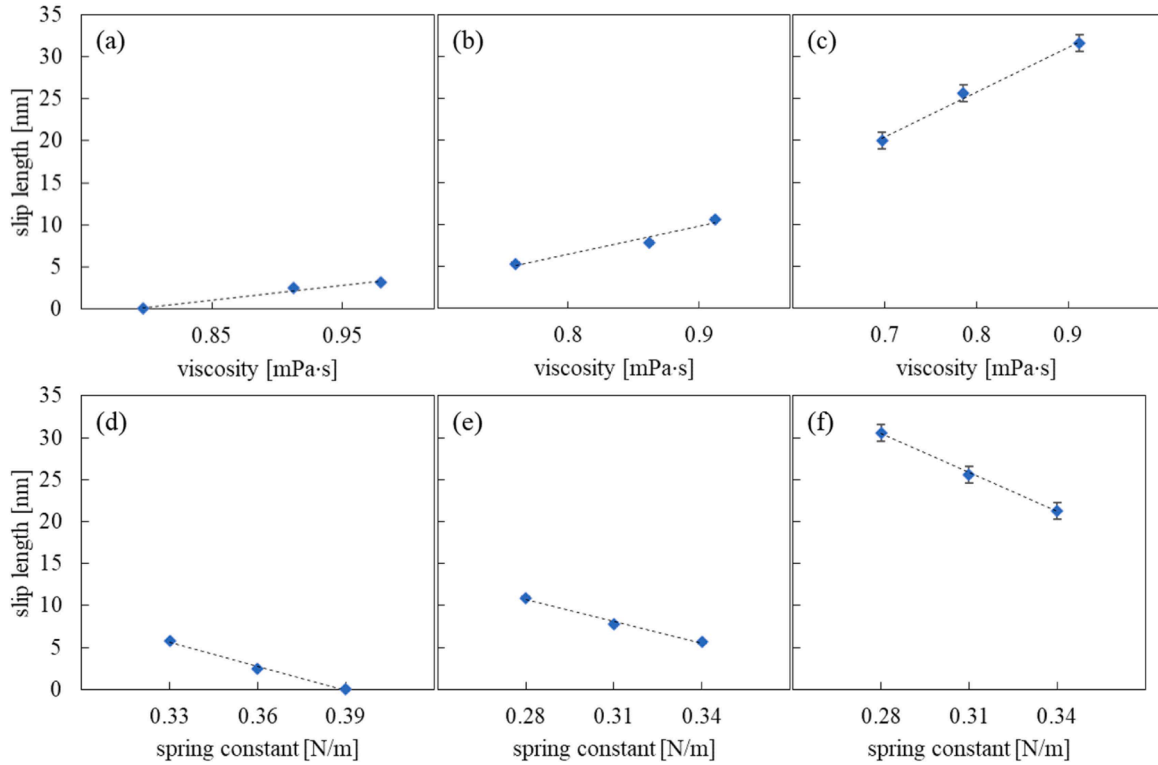 (a) (b) (c)
35
30
25
20
15
10
5
0
slip length [nm]
0.85 0.95 0.8 0.9 0.7 0.8 0.9
viscosity [mPa·s] viscosity [mPa·s] viscosity [mPa·s]
(d) (e) (f)
35
30
25
20
15
10
5
0
slip length [nm]
0.33 0.36 0.39 0.28 0.31 0.34 0.28 0.31 0.34
spring constant [N/m] spring constant [N/m] spring constant [N/m]